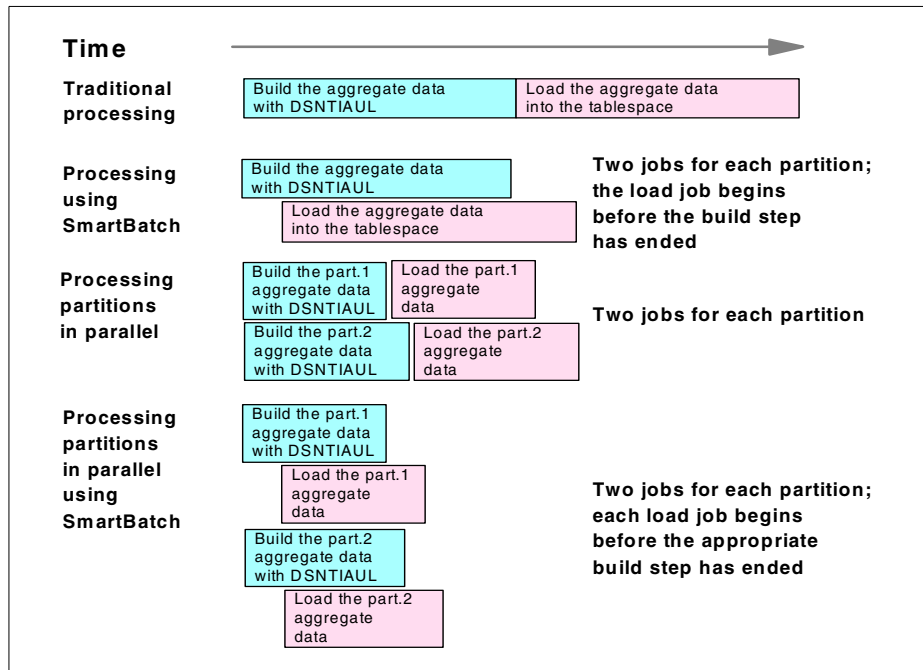 Time
Traditional
processing
Build the aggregate data
with DSNTIAUL
Load the aggregate data
into the tablespace
Processing
using
SmartBatch
Build the aggregate data
with DSNTIAUL
Load the aggregate data
into the tablespace
Two jobs for each partition;
the load job begins
before the build step
has ended
Processing
partitions
in parallel
Build the part.1
aggregate data
with DSNTIAUL
Load the part.1
aggregate
data
Build the part.2
aggregate data
with DSNTIAUL
Load the part.2
aggregate
data
Two jobs for each partition
Processing
partitions
in parallel
using
SmartBatch
Build the part.1
aggregate data
with DSNTIAUL
Load the part.1
aggregate
data
Build the part.2
aggregate data
with DSNTIAUL
Load the part.2
aggregate
data
Two jobs for each partition;
each load job begins
before the appropriate
build step has ended